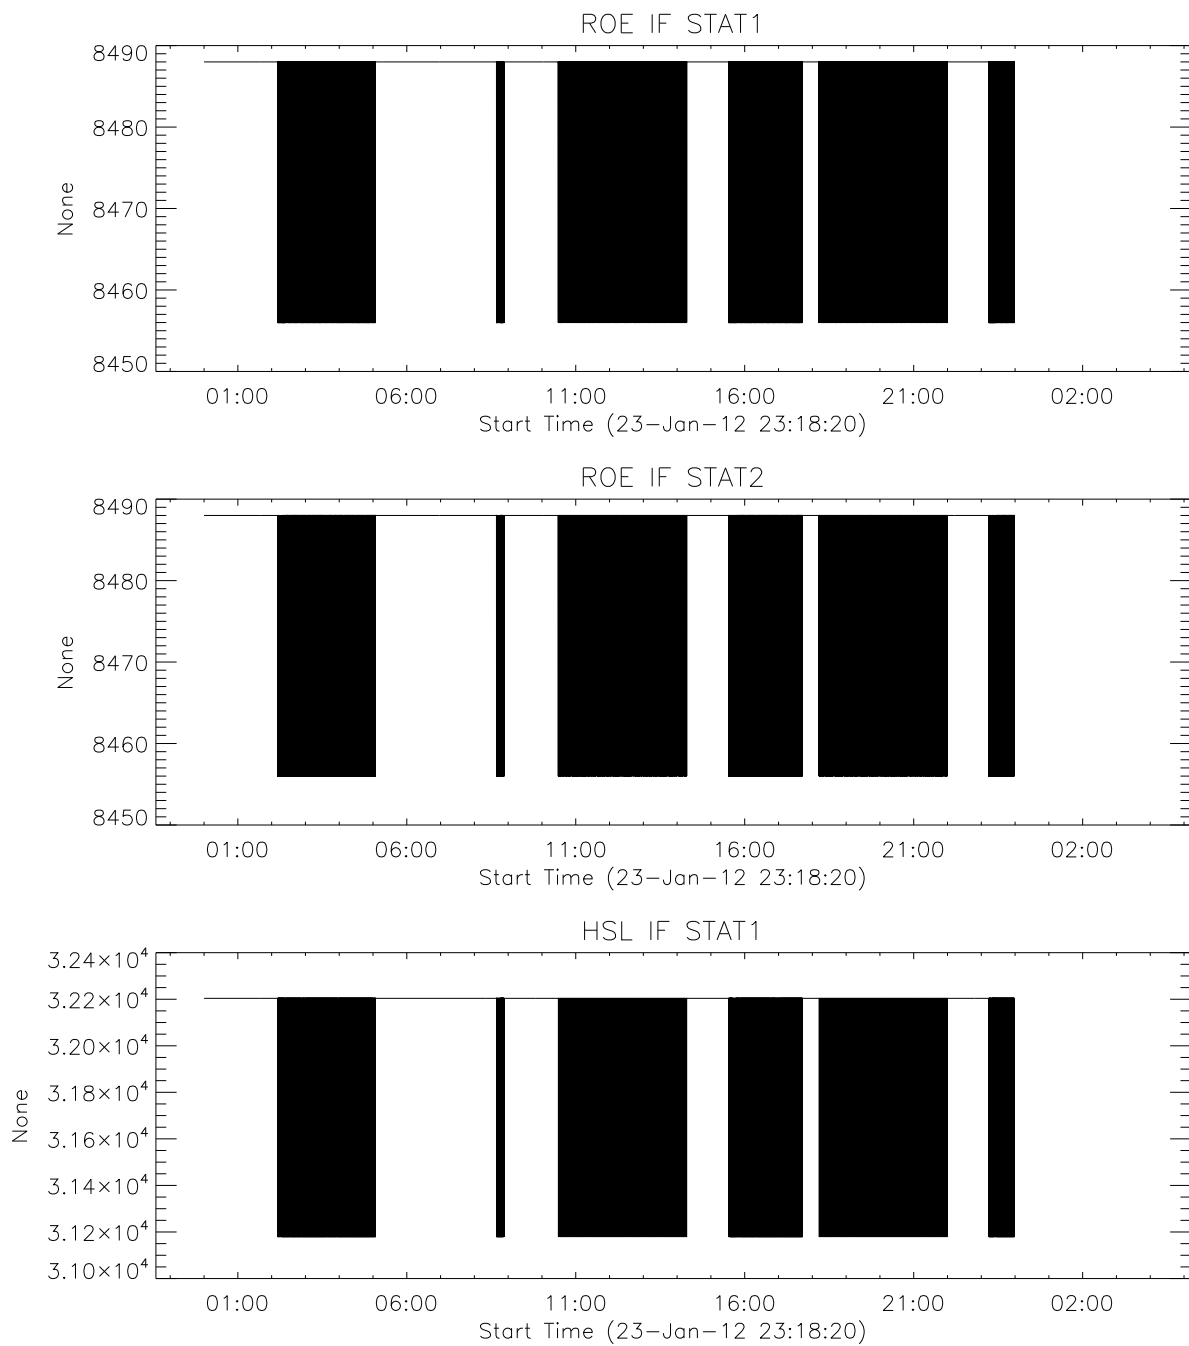 ROE IF STAT1
8490
8480
8470
8460
8450
None
01:00 06:00 11:00 16:00 21:00 02:00
Start Time (23-Jan-12 23:18:20)
ROE IF STAT2
8490
8480
8470
8460
8450
None
01:00 06:00 11:00 16:00 21:00 02:00
Start Time (23-Jan-12 23:18:20)
HSL IF STAT1
3.24×10⁴
3.22×10⁴
3.20×10⁴
3.18×10⁴
3.16×10⁴
3.14×10⁴
3.12×10⁴
3.10×10⁴
None
01:00 06:00 11:00 16:00 21:00 02:00
Start Time (23-Jan-12 23:18:20)